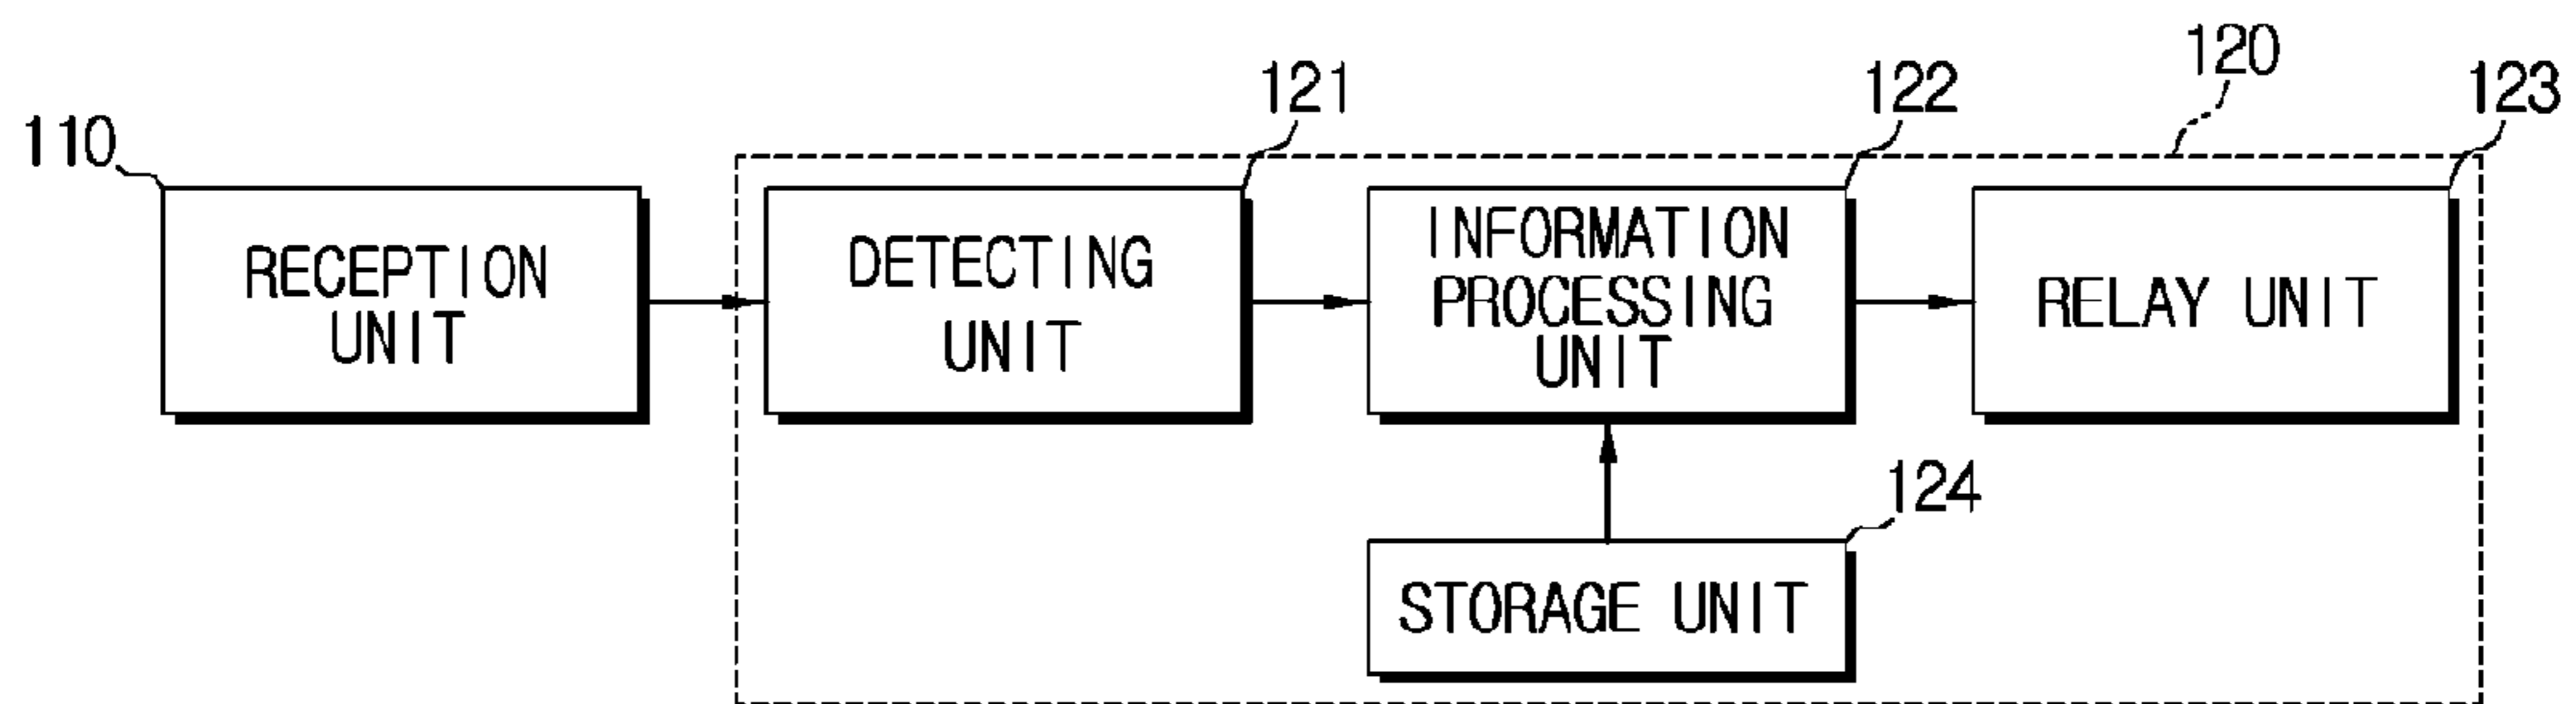 120
121
122
123
110
RECEPTION
UNIT
DETECTING
UNIT
INFORMATION
PROCESSING
UNIT
RELAY UNIT
124
STORAGE UNIT